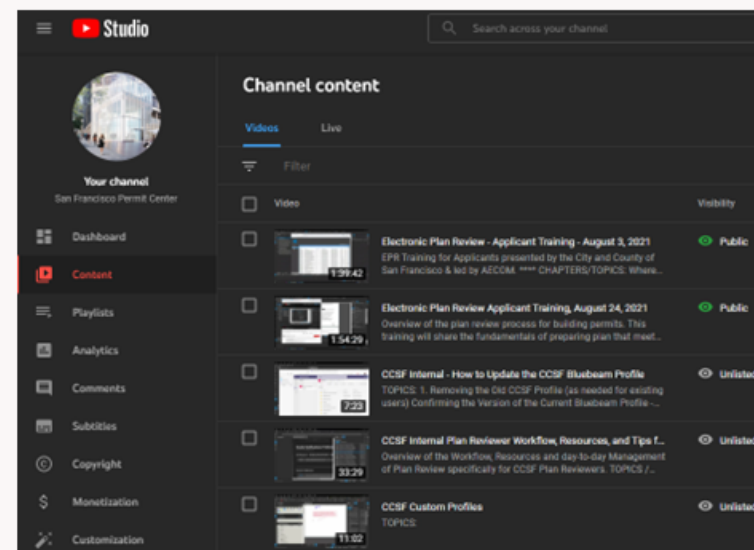 Studio
Search across your channel
Your channel
San Francisco Permit Center
Dashboard
Content
Playlists
Analytics
Comments
Subtitles
Copyright
Monetization
Customization
Channel content
Videos Live
Filter
Video Visibility
Electronic Plan Review - Applicant Training - August 3, 2021
EPR Training for Applicants presented by the City and County of
San Francisco & led by AECOM. **** CHAPTERS/TOPICS: Where...
1:39:42
Public
Electronic Plan Review Applicant Training, August 24, 2021
Overview of the plan review process for building permits. This
training will share the fundamentals of preparing plan that meet...
1:54:29
Public
CCSF Internal - How to Update the CCSF Bluebeam Profile
TOPICS: 1. Removing the Old CCSF Profile (as needed for existing
users) Confirming the Version of the Current Bluebeam Profile -...
7:23
Unlisted
CCSF Internal Plan Reviewer Workflow, Resources, and Tips f...
Overview of the Workflow, Resources and day-to-day Management
of Plan Review specifically for CCSF Plan Reviewers. TOPICS /...
33:29
Unlisted
CCSF Custom Profiles
TOPICS:
11:02
Unlisted